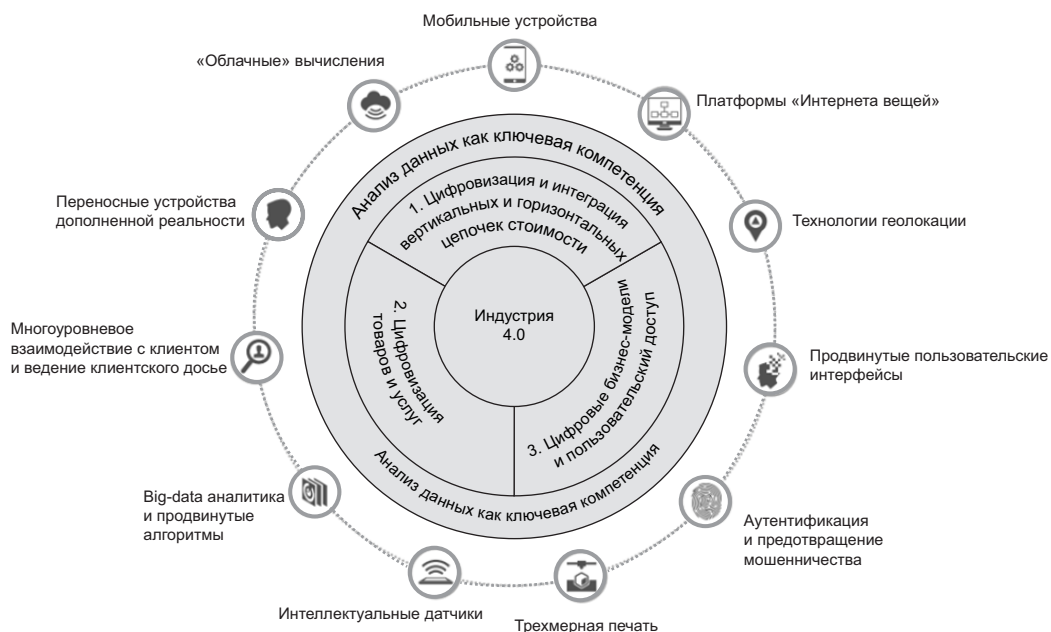 Мобильные устройства
«Облачные» вычисления
Платформы «Интернета вещей»
Переносные устройства
дополненной реальности
Технологии геолокации
Многоуровневое
взаимодействие с клиентом
и ведение клиентского досье
Продвинутые пользовательские
интерфейсы
Big-data аналитика
и продвинутые
алгоритмы
Аутентификация
и предотвращение
мошенничества
Интеллектуальные датчики
Трехмерная печать
Анализ данных как ключевая компетенция
1. Цифровизация и интеграция
вертикальных и горизонтальных
цепочек стоимости
Индустрия
4.0
2. Цифровизация
товаров и услуг
3. Цифровые бизнес-модели
и пользовательский доступ
Анализ данных как ключевая компетенция